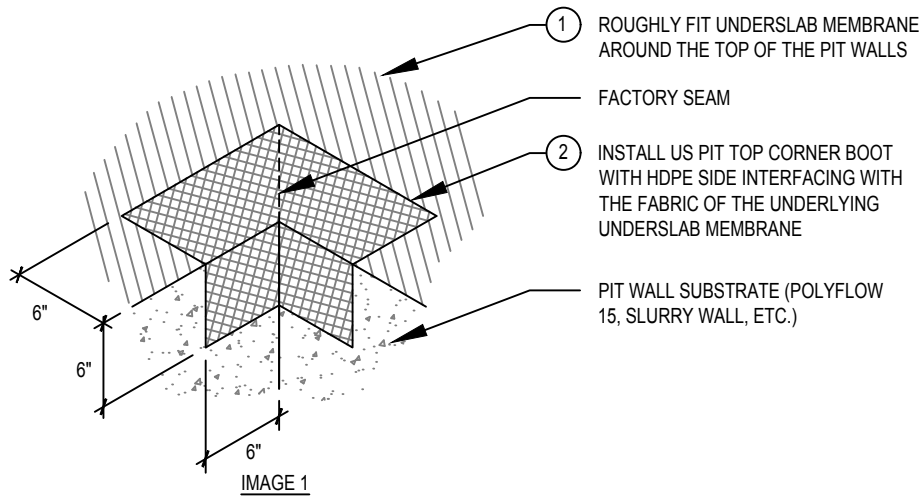 1
ROUGHLY FIT UNDERSLAB MEMBRANE
AROUND THE TOP OF THE PIT WALLS
FACTORY SEAM
2
INSTALL US PIT TOP CORNER BOOT
WITH HDPE SIDE INTERFACING WITH
THE FABRIC OF THE UNDERLYING
UNDERSLAB MEMBRANE
PIT WALL SUBSTRATE (POLYFLOW
15, SLURRY WALL, ETC.)
6"
6"
6"
IMAGE 1